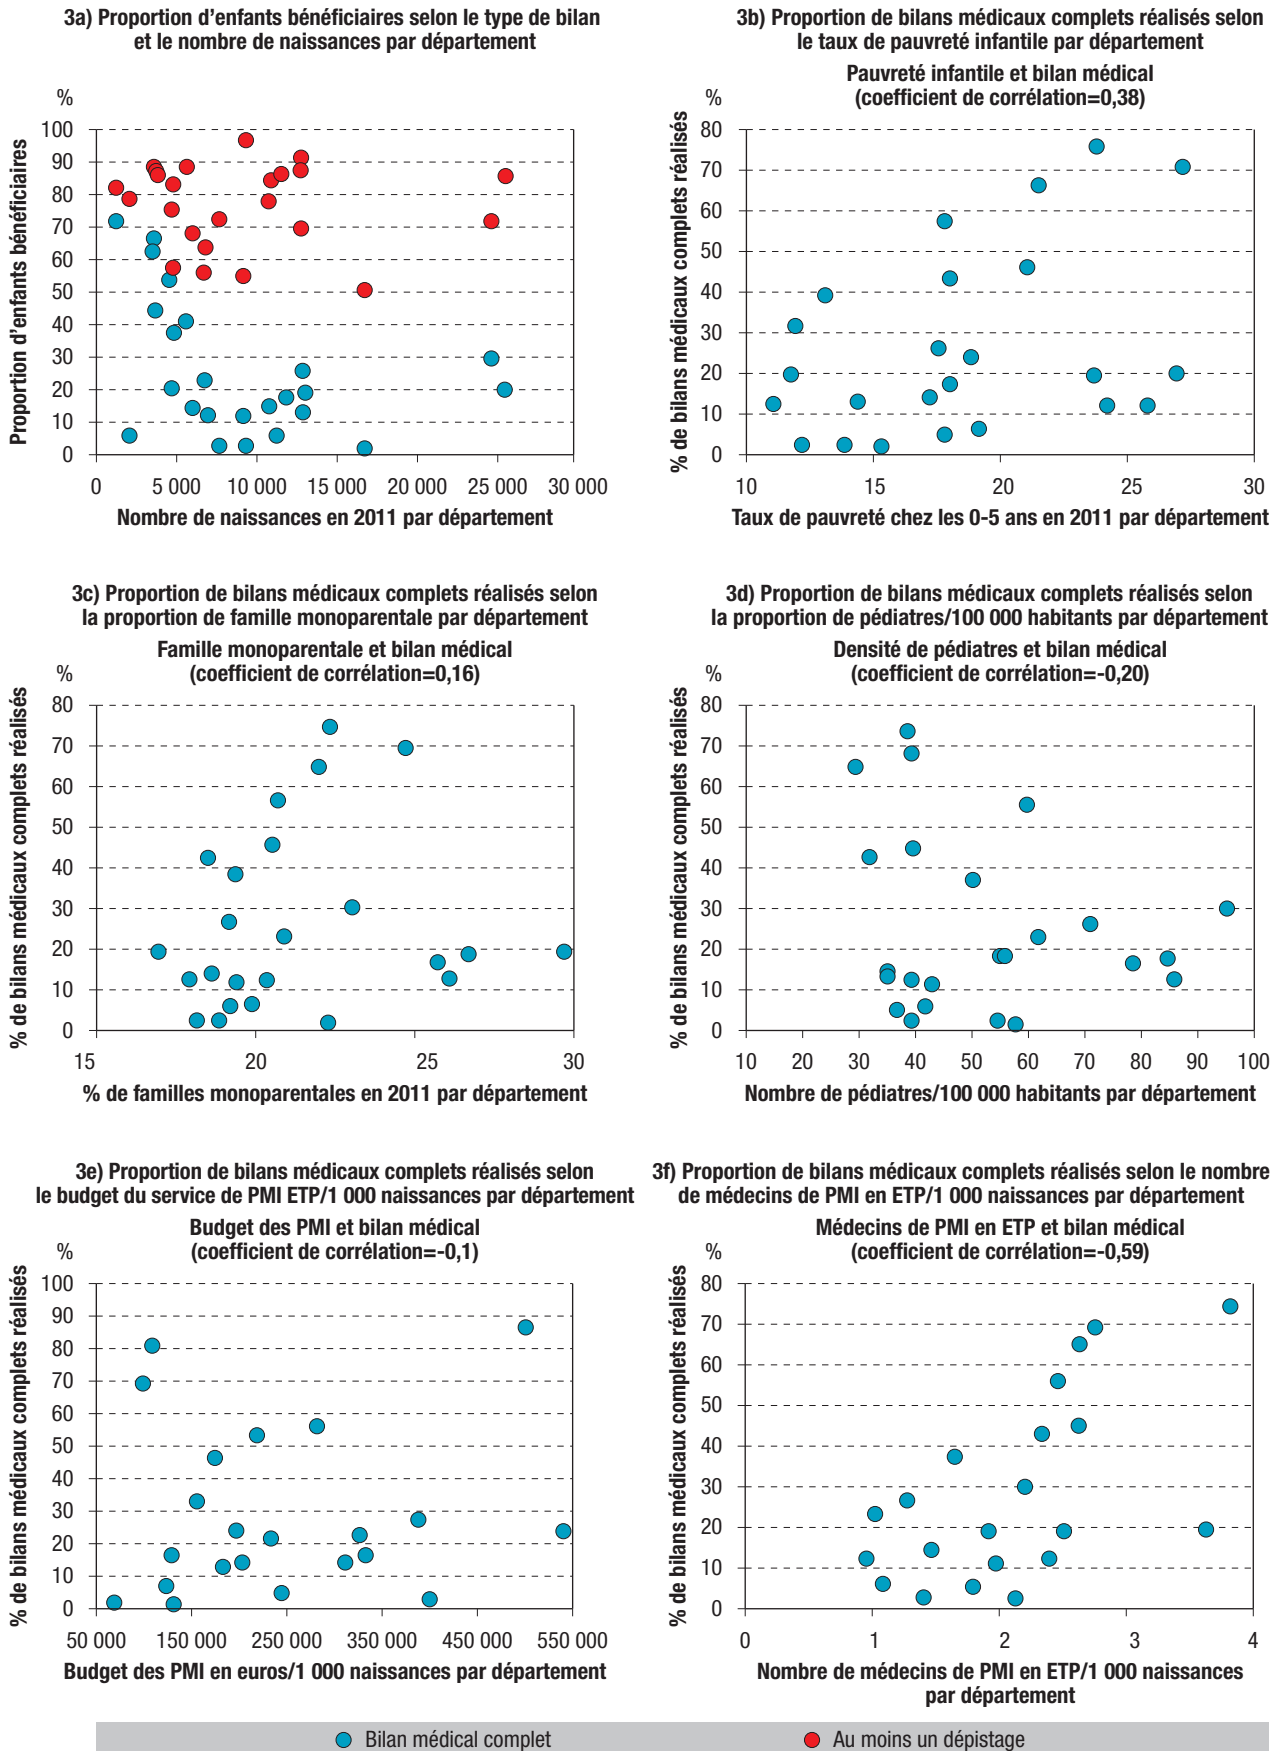 3a) Proportion d’enfants bénéficiaires selon le type de bilan
et le nombre de naissances par département
%
Proportion d’enfants bénéficiaires
100
90
80
70
60
50
40
30
20
10
0
0 5 000 10 000 15 000 20 000 25 000 30 000
Nombre de naissances en 2011 par département
3b) Proportion de bilans médicaux complets réalisés selon
le taux de pauvreté infantile par département
Pauvreté infantile et bilan médical
(coefficient de corrélation=0,38)
%
% de bilans médicaux complets réalisés
80
70
60
50
40
30
20
10
0
10 15 20 25 30
Taux de pauvreté chez les 0-5 ans en 2011 par département
3c) Proportion de bilans médicaux complets réalisés selon
la proportion de famille monoparentale par département
Famille monoparentale et bilan médical
(coefficient de corrélation=0,16)
%
% de bilans médicaux complets réalisés
80
70
60
50
40
30
20
10
0
15 20 25 30
% de familles monoparentales en 2011 par département
3d) Proportion de bilans médicaux complets réalisés selon
la proportion de pédiatres/100 000 habitants par département
Densité de pédiatres et bilan médical
(coefficient de corrélation=-0,20)
%
% de bilans médicaux complets réalisés
80
70
60
50
40
30
20
10
0
10 20 30 40 50 60 70 80 90 100
Nombre de pédiatres/100 000 habitants par département
3e) Proportion de bilans médicaux complets réalisés selon
le budget du service de PMI ETP/1 000 naissances par département
Budget des PMI et bilan médical
(coefficient de corrélation=-0,1)
%
% de bilans médicaux complets réalisés
100
90
80
70
60
50
40
30
20
10
0
50 000 150 000 250 000 350 000 450 000 550 000
Budget des PMI en euros/1 000 naissances par département
3f) Proportion de bilans médicaux complets réalisés selon le nombre
de médecins de PMI en ETP/1 000 naissances par département
Médecins de PMI en ETP et bilan médical
(coefficient de corrélation=-0,59)
%
% de bilans médicaux complets réalisés
80
70
60
50
40
30
20
10
0
0 1 2 3 4
Nombre de médecins de PMI en ETP/1 000 naissances
par département
Bilan médical complet
Au moins un dépistage